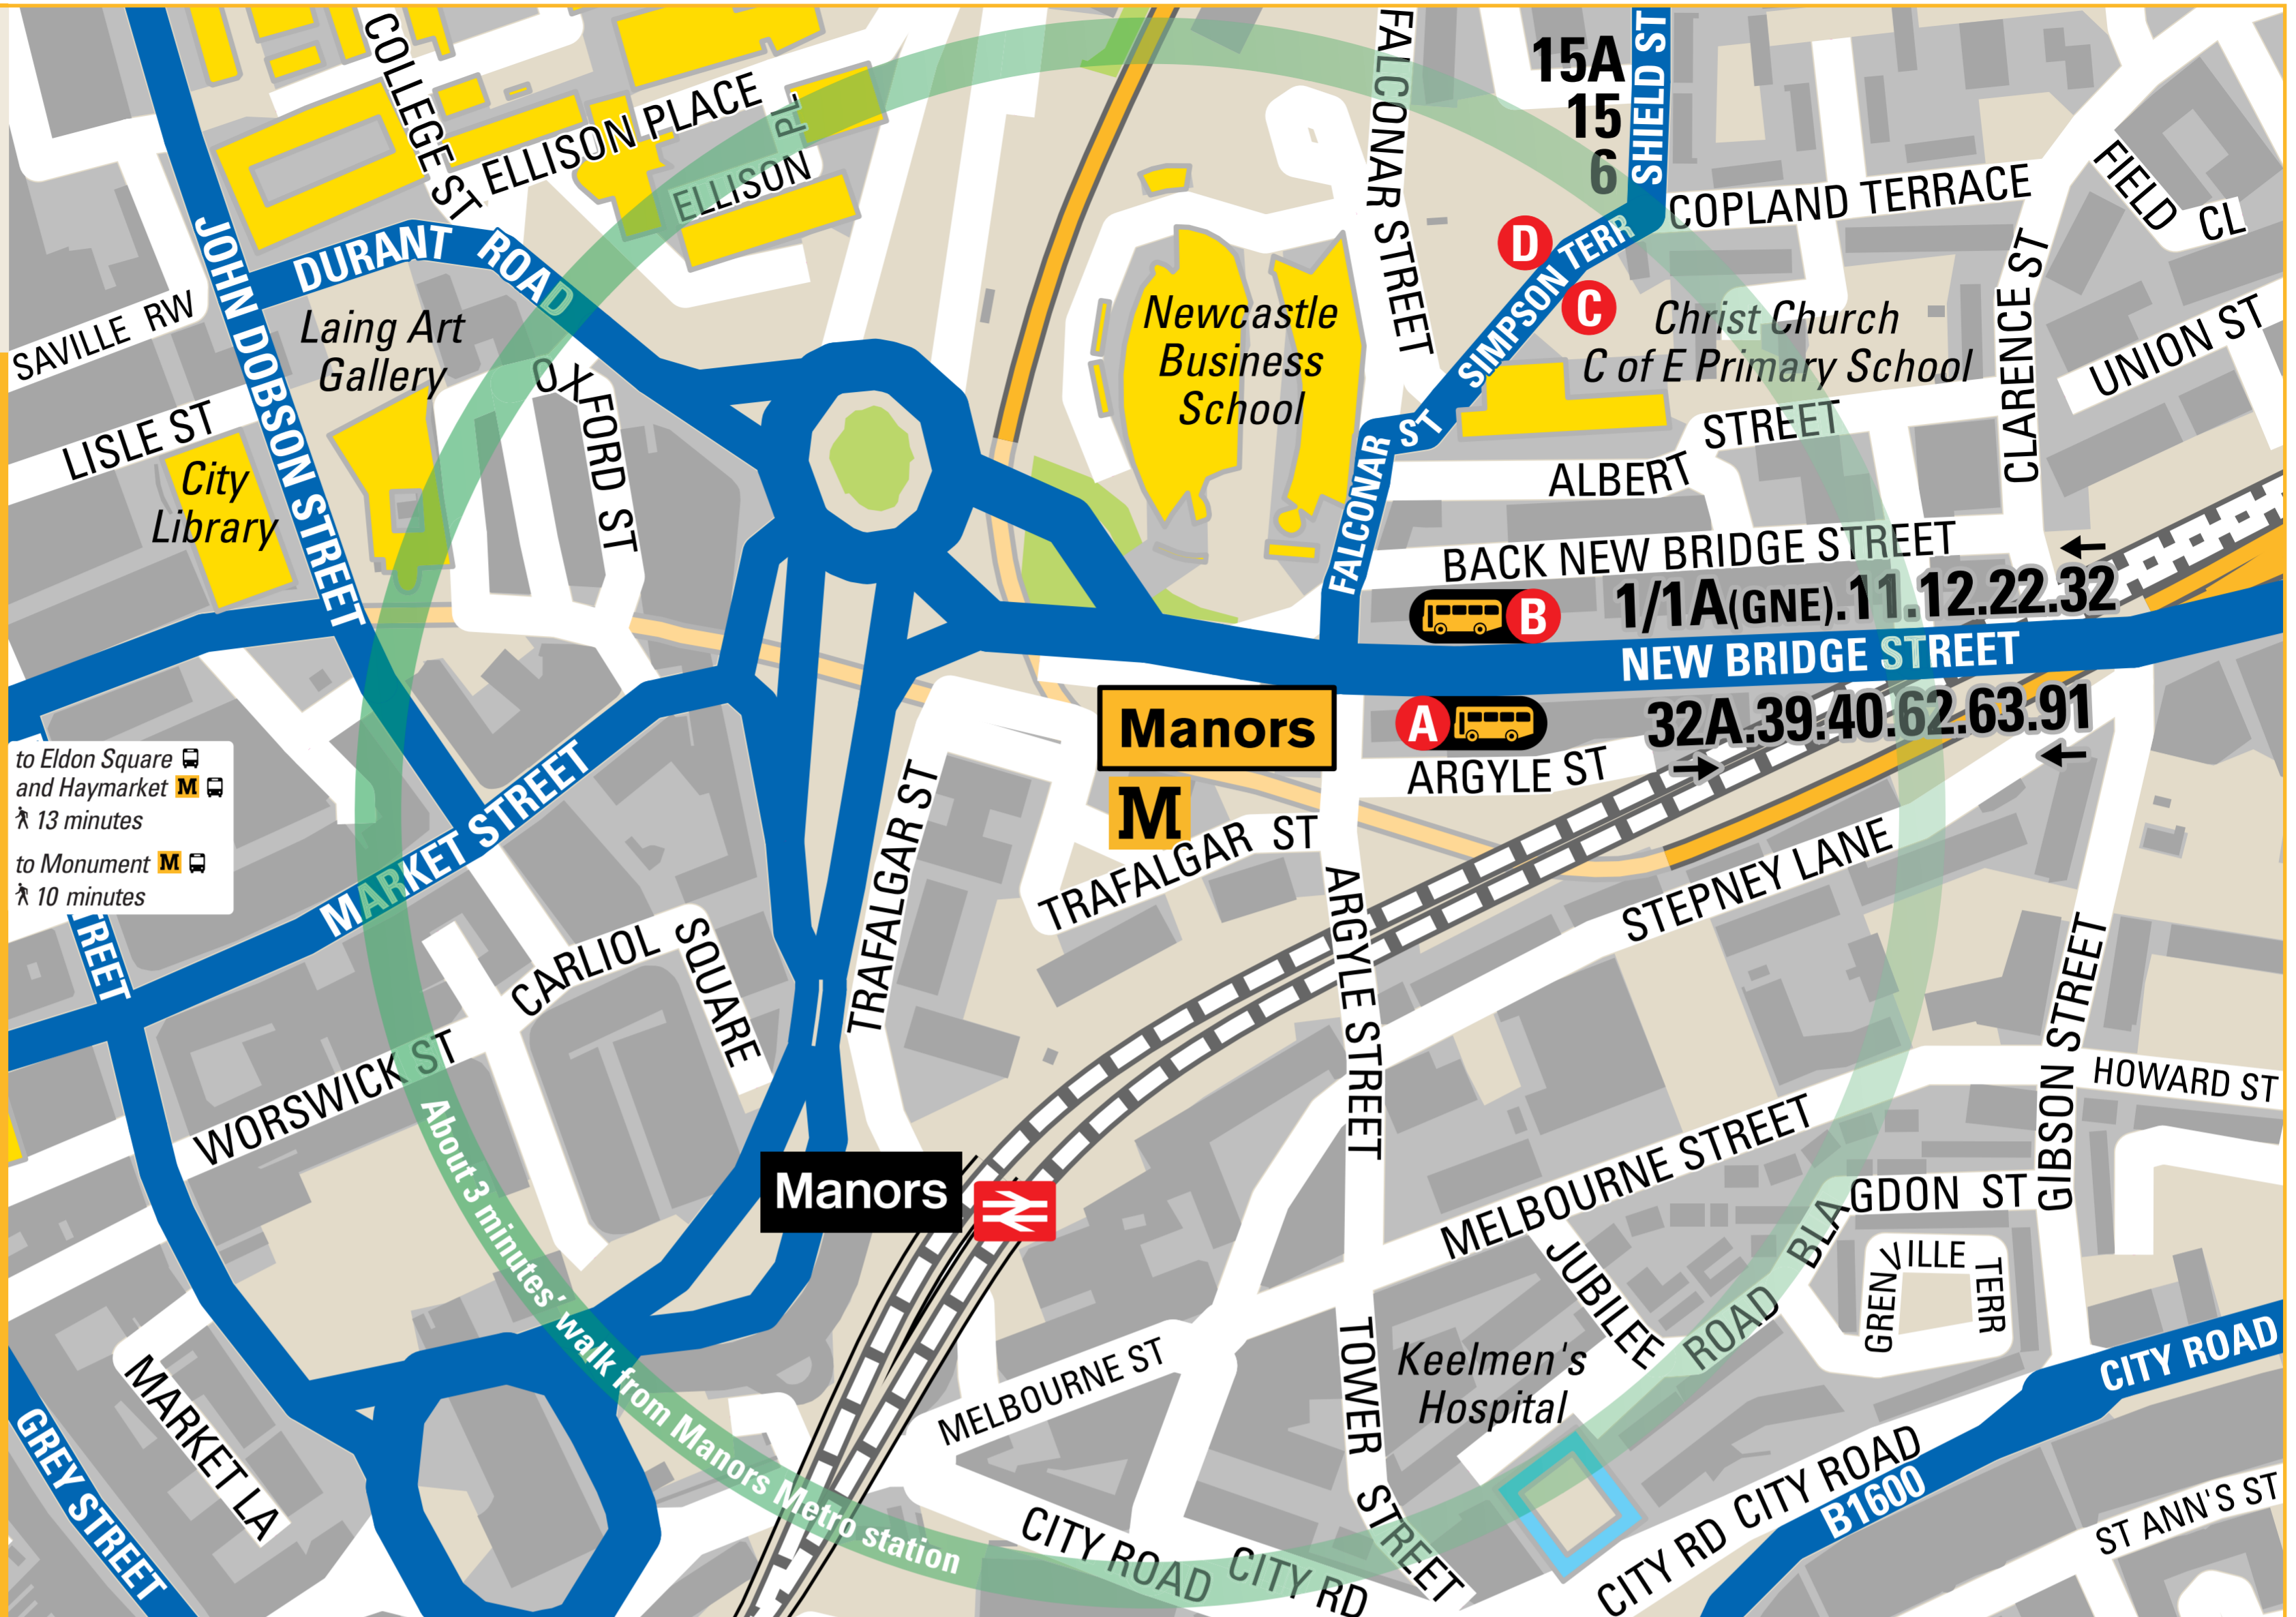 COLLEGE ST
ELLISON PLACE
ELLISON PL.
FALCONAR STREET
15A
15
6
SHIELD ST
COPLAND TERRACE
FIELD CL
JOHN DOBSON STREET
DURANT ROAD
SAVILLE RW
Laing Art
Gallery
OXFORD ST
LISLE ST
City
Library
Newcastle
Business
School
D
SIMPSON TERR
C
Christ Church
C of E Primary School
CLARENCE ST
UNION ST
FALCONAR ST
ALBERT STREET
BACK NEW BRIDGE STREET
B
1/1A(GNE).11.12.22.32
NEW BRIDGE STREET
Manors
M
A
32A.39.40.62.63.91
ARGYLE ST
to Eldon Square
and Haymarket M
13 minutes
to Monument M
10 minutes
TREET
MARKET STREET
TRAFALGAR ST
TRAFALGAR ST
STEPNEY LANE
ARGYLE STREET
CARLIOL SQUARE
WORSWICK ST
GIBSON STREET
HOWARD ST
MELBOURNE STREET
BLAGDON ST
GRENVILLE TERR
JUBILEE ROAD
Manors
About 3 minutes' walk from Manors Metro station
MARKET LA
GREY STREET
MELBOURNE ST
TOWER STREET
Keelmen's
Hospital
CITY ROAD
CITY ROAD
CITY RD
CITY RD
CITY ROAD
B1600
ST ANN'S ST